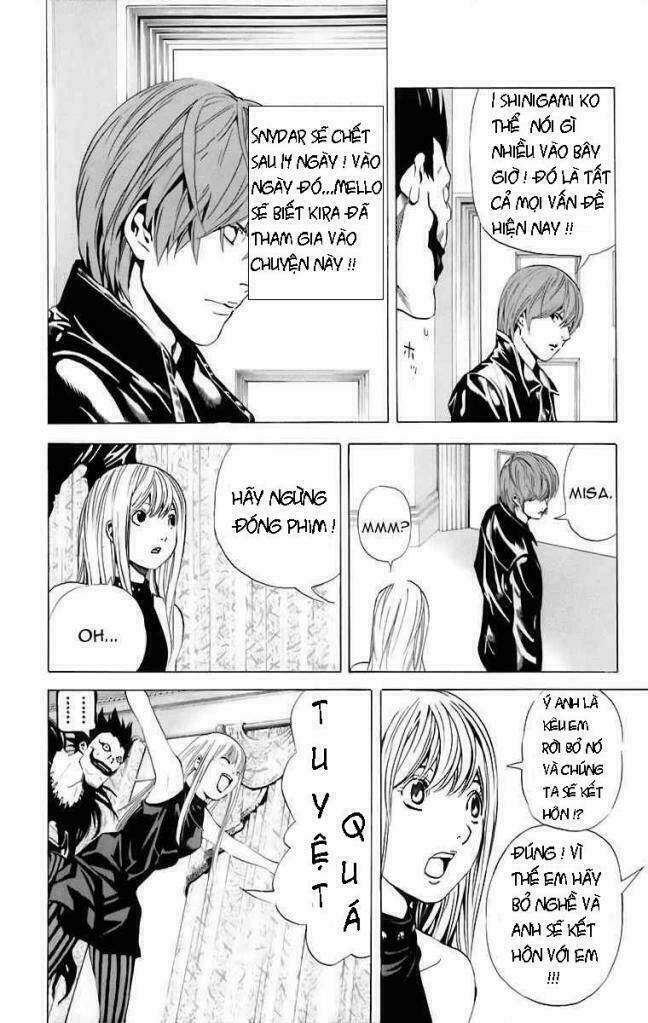 1 SHINIGAMI KO
THỂ NÓI GÌ
NHIỀU VÀO BÂY
GIỜ! ĐÓ LÀ TẤT
CẢ MỌI VẤN ĐỀ
HIỆN NAY !!
ホッ
SNYDAR SẼ CHẾT
SAU 14 NGÀY! VÀO
NGÀY ĐÓ...MELLO
SẼ BIẾT KIRA ĐÃ
THAM GIA VÀO
CHUYỆN NÀY !!
MISA.
MMM?
HÃY NGỪNG
ĐÓNG PHIM!
OH...
Ý ANH LÀ
KÊU EM
RỜI BỎ NÓ
VÀ CHÚNG
TA SẼ KẾT
HÔN !?
ĐÚNG! VÌ
THẾ EM HÃY
BỎ NGHỀ VÀ
ANH SẼ KẾT
HÔN VỚI EM
!!!
TUYỆT
QUÁ